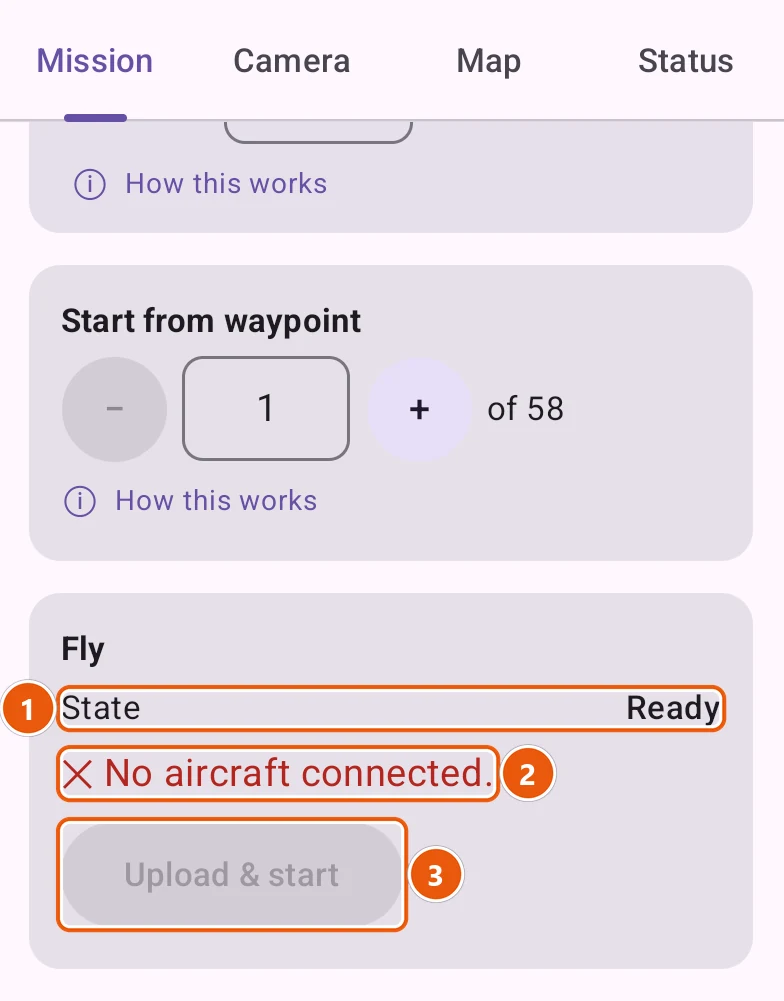 Mission Camera Map Status
How this works
Start from waypoint
− 1 + of 58
How this works
Fly
1 State Ready
No aircraft connected. 2
Upload & start 3